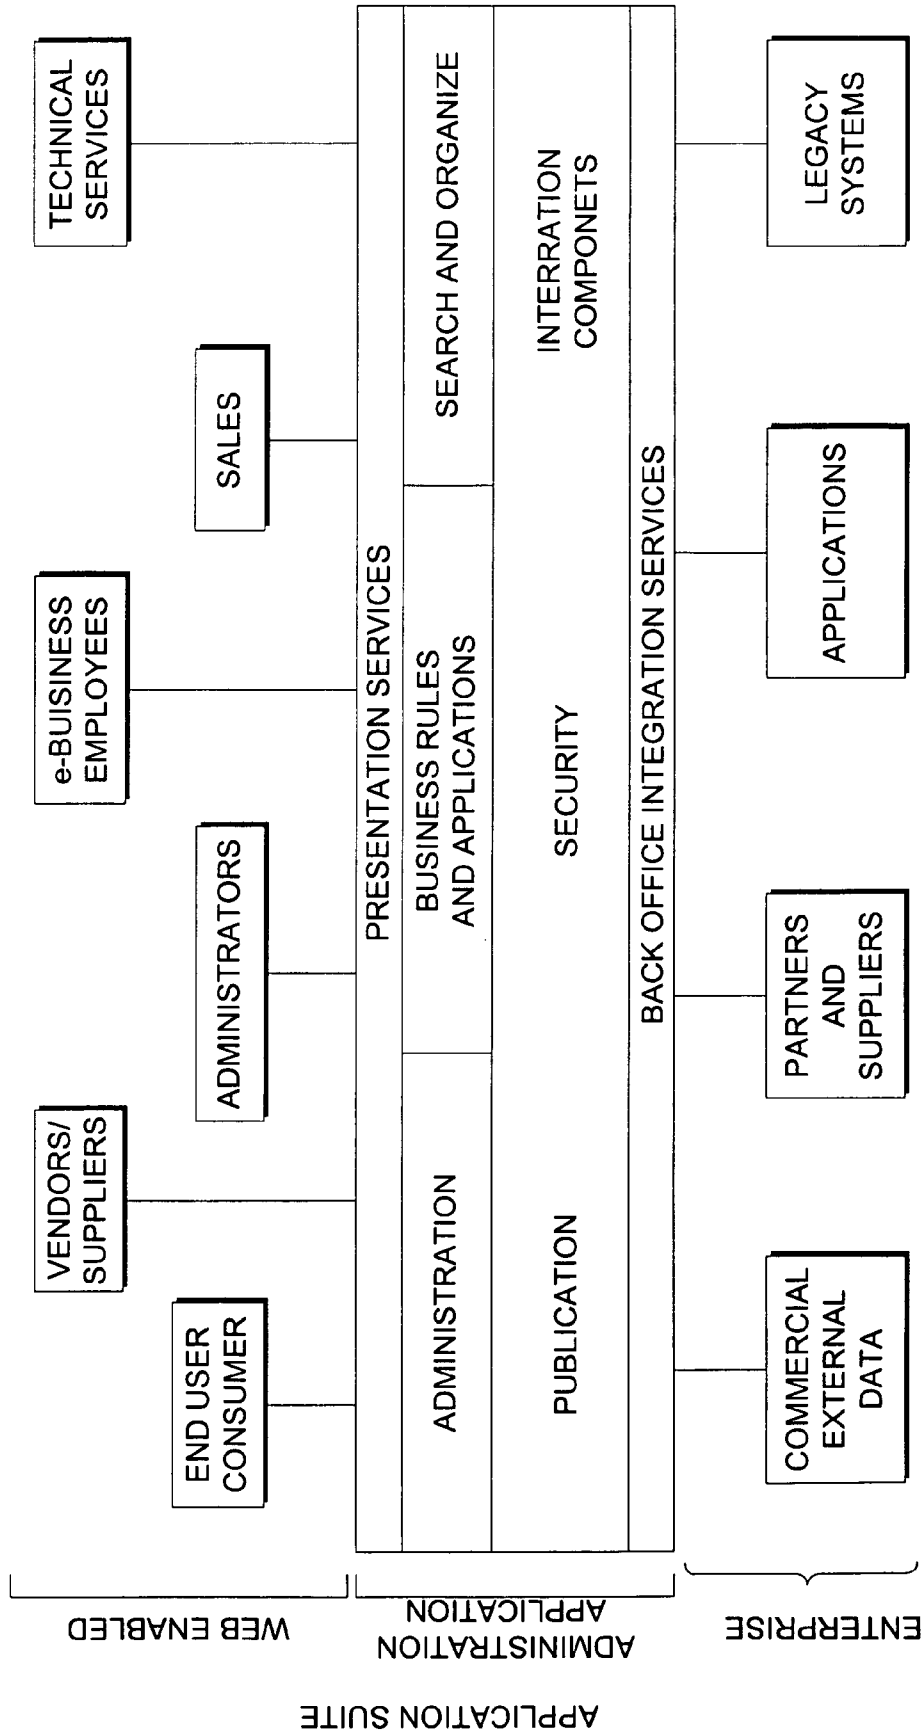 TECHNICAL
SERVICES
e-BUISINESS
EMPLOYEES
VENDORS/
SUPPLIERS
SALES
ADMINISTRATORS
END USER
CONSUMER
WEB ENABLED
PRESENTATION SERVICES
ADMINISTRATION
BUSINESS RULES
AND APPLICATIONS
SEARCH AND ORGANIZE
PUBLICATION
SECURITY
INTERRATION
COMPONETS
BACK OFFICE INTEGRATION SERVICES
ADMINISTRATION
APPLICATION
APPLICATION SUITE
COMMERCIAL
EXTERNAL
DATA
PARTNERS
AND
SUPPLIERS
APPLICATIONS
LEGACY
SYSTEMS
ENTERPRISE